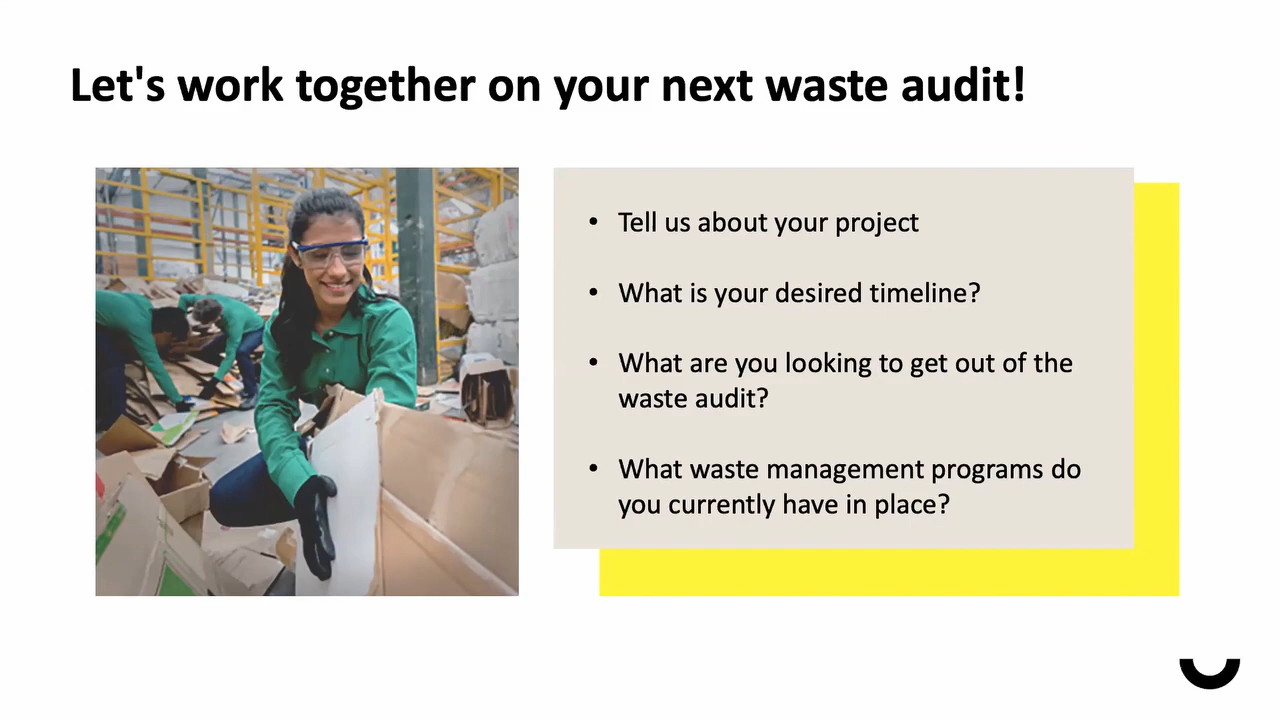 Let's work together on your next waste audit!
• Tell us about your project
• What is your desired timeline?
• What are you looking to get out of the
waste audit?
• What waste management programs do
you currently have in place?